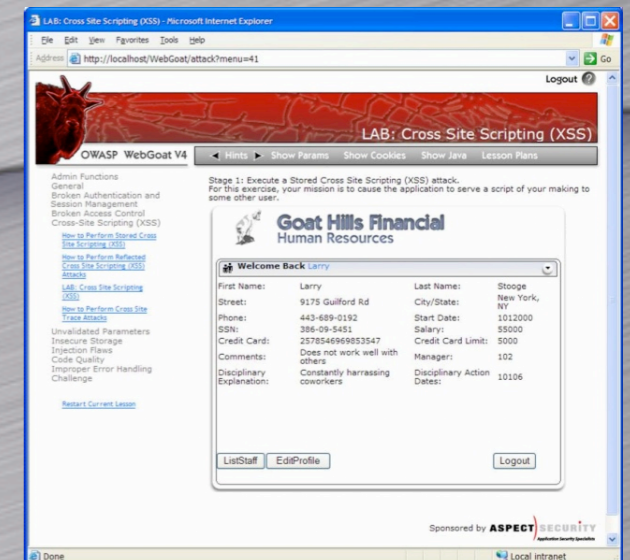 LAB: Cross Site Scripting (XSS) - Microsoft Internet Explorer
File Edit View Favorites Tools Help
Address http://localhost/WebGoat/attack?menu=41 Go
Logout ?
LAB: Cross Site Scripting (XSS)
OWASP WebGoat V4
Hints Show Params Show Cookies Show Java Lesson Plans
Admin Functions
General
Broken Authentication and
Session Management
Broken Access Control
Cross-Site Scripting (XSS)
How to Perform Stored Cross
Site Scripting (XSS)
How to Perform Reflected
Cross Site Scripting (XSS)
Attacks
LAB: Cross Site Scripting
(XSS)
How to Perform Cross Site
Trace Attacks
Unvalidated Parameters
Insecure Storage
Injection Flaws
Code Quality
Improper Error Handling
Challenge
Restart Current Lesson
Stage 1: Execute a Stored Cross Site Scripting (XSS) attack.
For this exercise, your mission is to cause the application to serve a script of your making to
some other user.
Goat Hills Financial
Human Resources
Welcome Back Larry
First Name: Larry Last Name: Stooge
Street: 9175 Guilford Rd City/State: New York,
NY
Phone: 443-689-0192 Start Date: 1012000
SSN: 386-09-5451 Salary: 55000
Credit Card: 2578546969853547 Credit Card Limit: 5000
Comments: Does not work well with
others Manager: 102
Disciplinary
Explanation: Constantly harrassing
coworkers Disciplinary Action
Dates: 10106
ListStaff EditProfile Logout
Sponsored by ASPECT SECURITY
Application Security Specialists
Done Local intranet